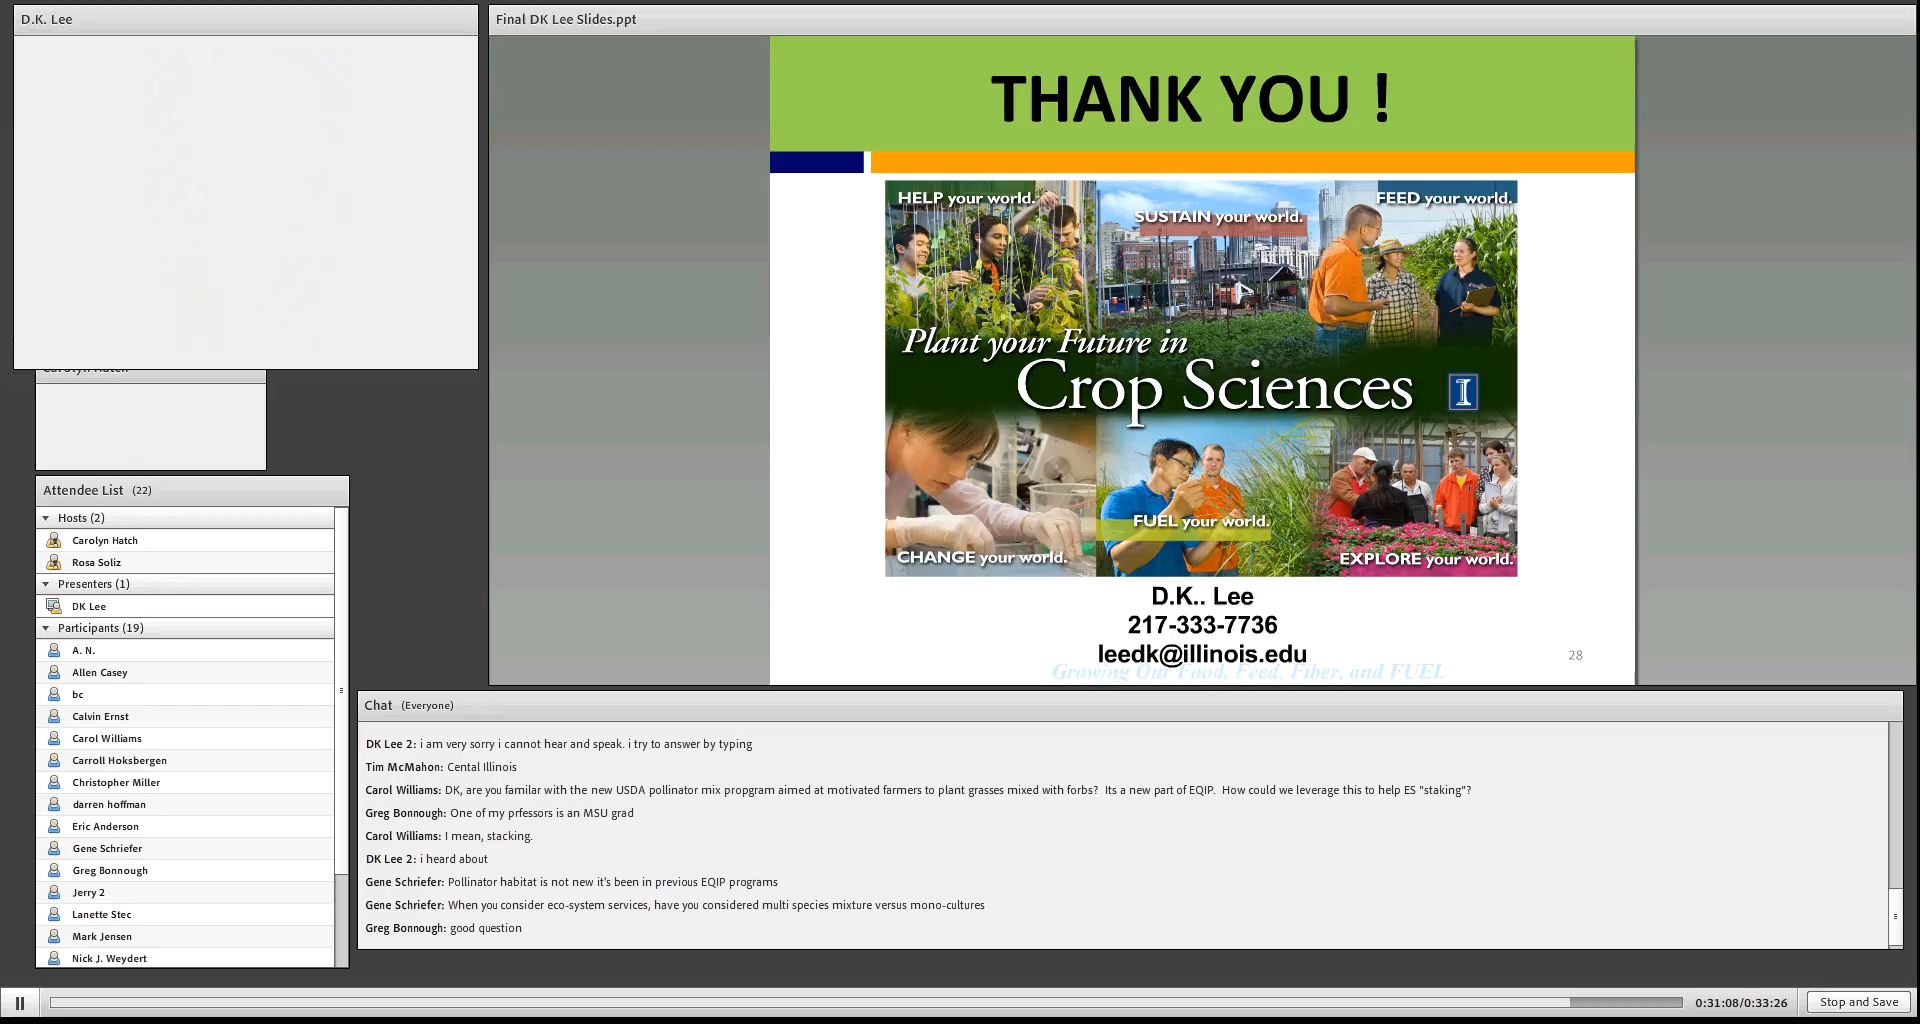 D.K. Lee
Final DK Lee Slides.ppt
THANK YOU !
HELP your world.
SUSTAIN your world.
FEED your world.
Plant your Future in
Crop Sciences
I
FUEL your world.
CHANGE your world.
EXPLORE your world.
D.K.. Lee
217-333-7736
leedk@illinois.edu
28
Growing Our Food, Feed, Fiber, and FUEL
Carolyn Hatch
Attendee List (22)
Hosts (2)
Carolyn Hatch
Rosa Soliz
Presenters (1)
DK Lee
Participants (19)
A. N.
Allen Casey
bc
Calvin Ernst
Carol Williams
Carroll Hoksbergen
Christopher Miller
darren hoffman
Eric Anderson
Gene Schriefer
Greg Bonnough
Jerry 2
Lanette Stec
Mark Jensen
Nick J. Weydert
Chat (Everyone)
DK Lee 2: i am very sorry i cannot hear and speak. i try to answer by typing
Tim McMahon: Cental Illinois
Carol Williams: DK, are you familar with the new USDA pollinator mix propgram aimed at motivated farmers to plant grasses mixed with forbs? Its a new part of EQIP. How could we leverage this to help ES "staking"?
Greg Bonnough: One of my prfessors is an MSU grad
Carol Williams: I mean, stacking.
DK Lee 2: i heard about
Gene Schriefer: Pollinator habitat is not new it's been in previous EQIP programs
Gene Schriefer: When you consider eco-system services, have you considered multi species mixture versus mono-cultures
Greg Bonnough: good question
0:31:08/0:33:26
Stop and Save